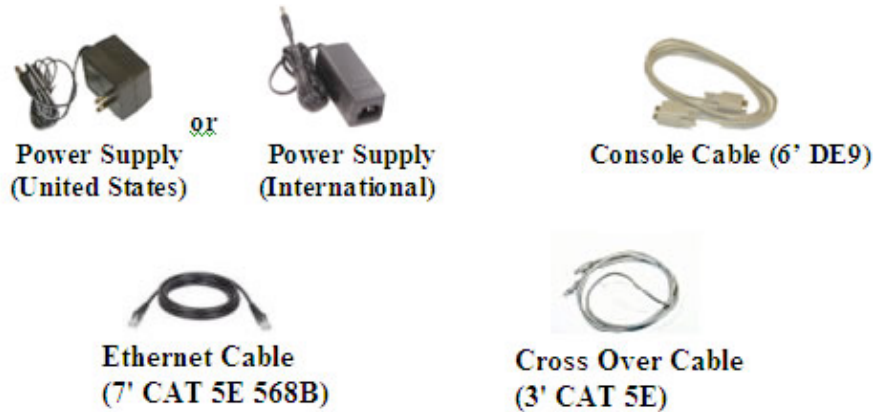 or
Power Supply
(United States)
Power Supply
(International)
Console Cable (6’ DE9)
Ethernet Cable
(7' CAT 5E 568B)
Cross Over Cable
(3' CAT 5E)